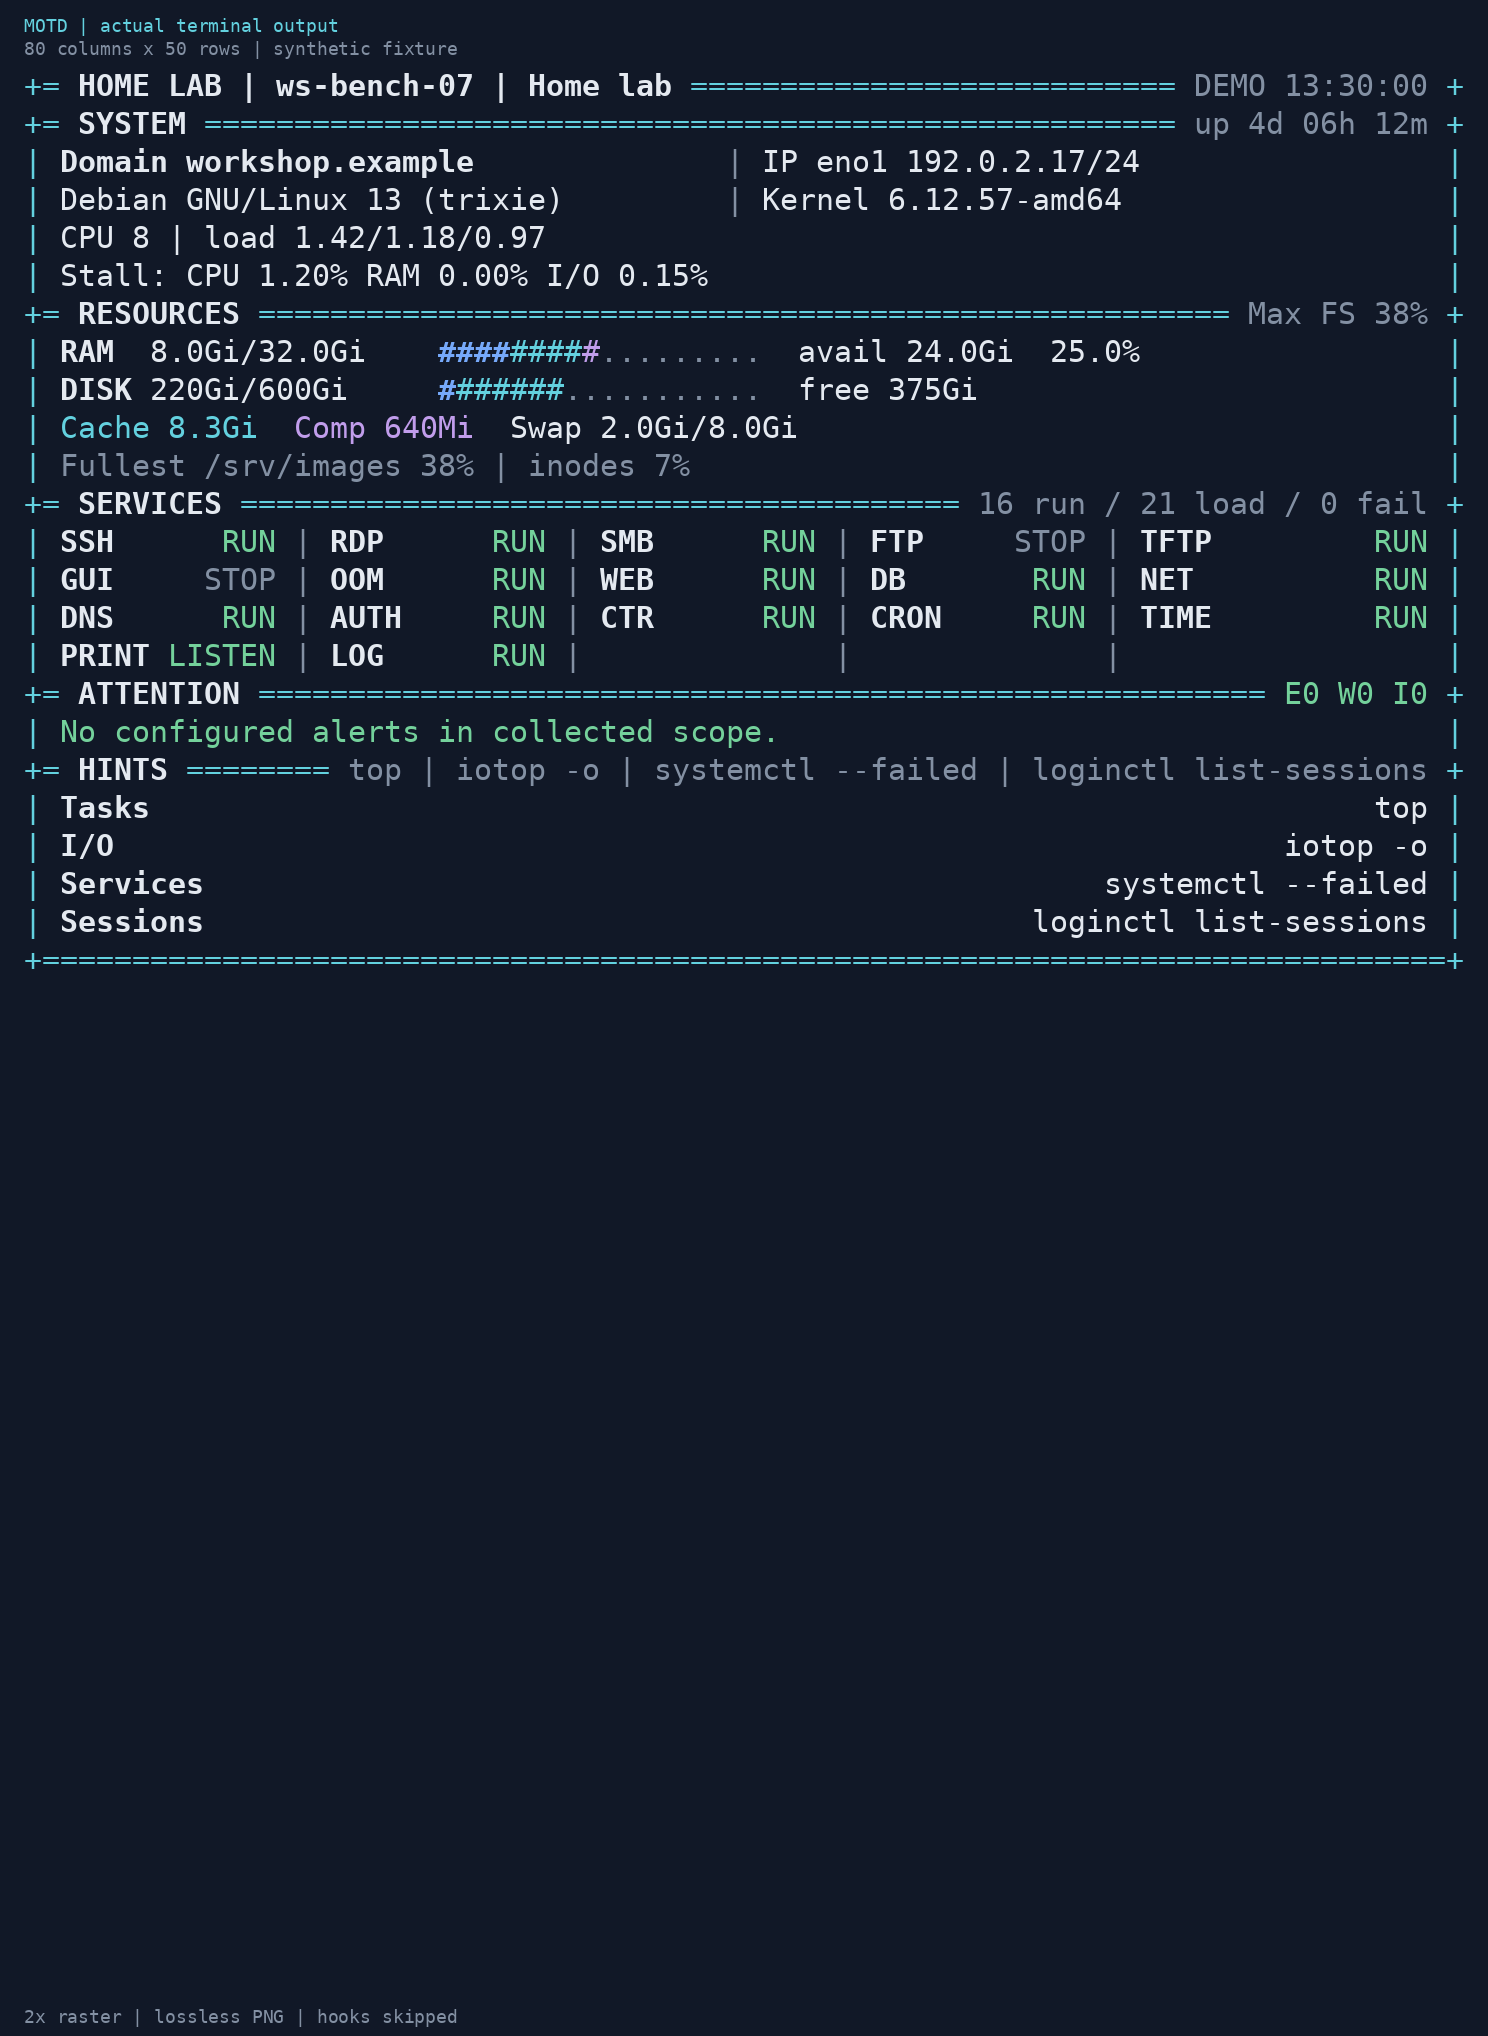 MOTD | actual terminal output
80 columns x 50 rows | synthetic fixture
+= HOME LAB | ws-bench-07 | Home lab =========================== DEMO 13:30:00 +
+= SYSTEM ====================================================== up 4d 06h 12m +
| Domain workshop.example              | IP eno1 192.0.2.17/24                 |
| Debian GNU/Linux 13 (trixie)         | Kernel 6.12.57-amd64                  |
| CPU 8 | load 1.42/1.18/0.97                                                  |
| Stall: CPU 1.20% RAM 0.00% I/O 0.15%                                         |
+= RESOURCES ====================================================== Max FS 38% +
| RAM  8.0Gi/32.0Gi    #########.........  avail 24.0Gi  25.0%                 |
| DISK 220Gi/600Gi     #######...........  free 375Gi                          |
| Cache 8.3Gi  Comp 640Mi  Swap 2.0Gi/8.0Gi                                    |
| Fullest /srv/images 38% | inodes 7%                                          |
+= SERVICES ======================================== 16 run / 21 load / 0 fail +
| SSH      RUN | RDP      RUN | SMB      RUN | FTP     STOP | TFTP         RUN |
| GUI     STOP | OOM      RUN | WEB      RUN | DB       RUN | NET          RUN |
| DNS      RUN | AUTH     RUN | CTR      RUN | CRON     RUN | TIME         RUN |
| PRINT LISTEN | LOG      RUN |              |              |                  |
+= ATTENTION ======================================================== E0 W0 I0 +
| No configured alerts in collected scope.                                     |
+= HINTS ======== top | iotop -o | systemctl --failed | loginctl list-sessions +
| Tasks                                                                    top |
| I/O                                                                 iotop -o |
| Services                                                  systemctl --failed |
| Sessions                                              loginctl list-sessions |
+==============================================================================+
2x raster | lossless PNG | hooks skipped